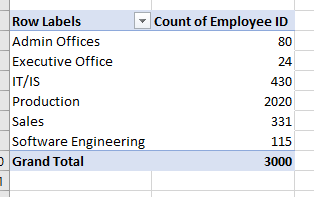 Row Labels Count of Employee ID
Admin Offices 80
Executive Office 24
IT/IS 430
Production 2020
Sales 331
Software Engineering 115
Grand Total 3000